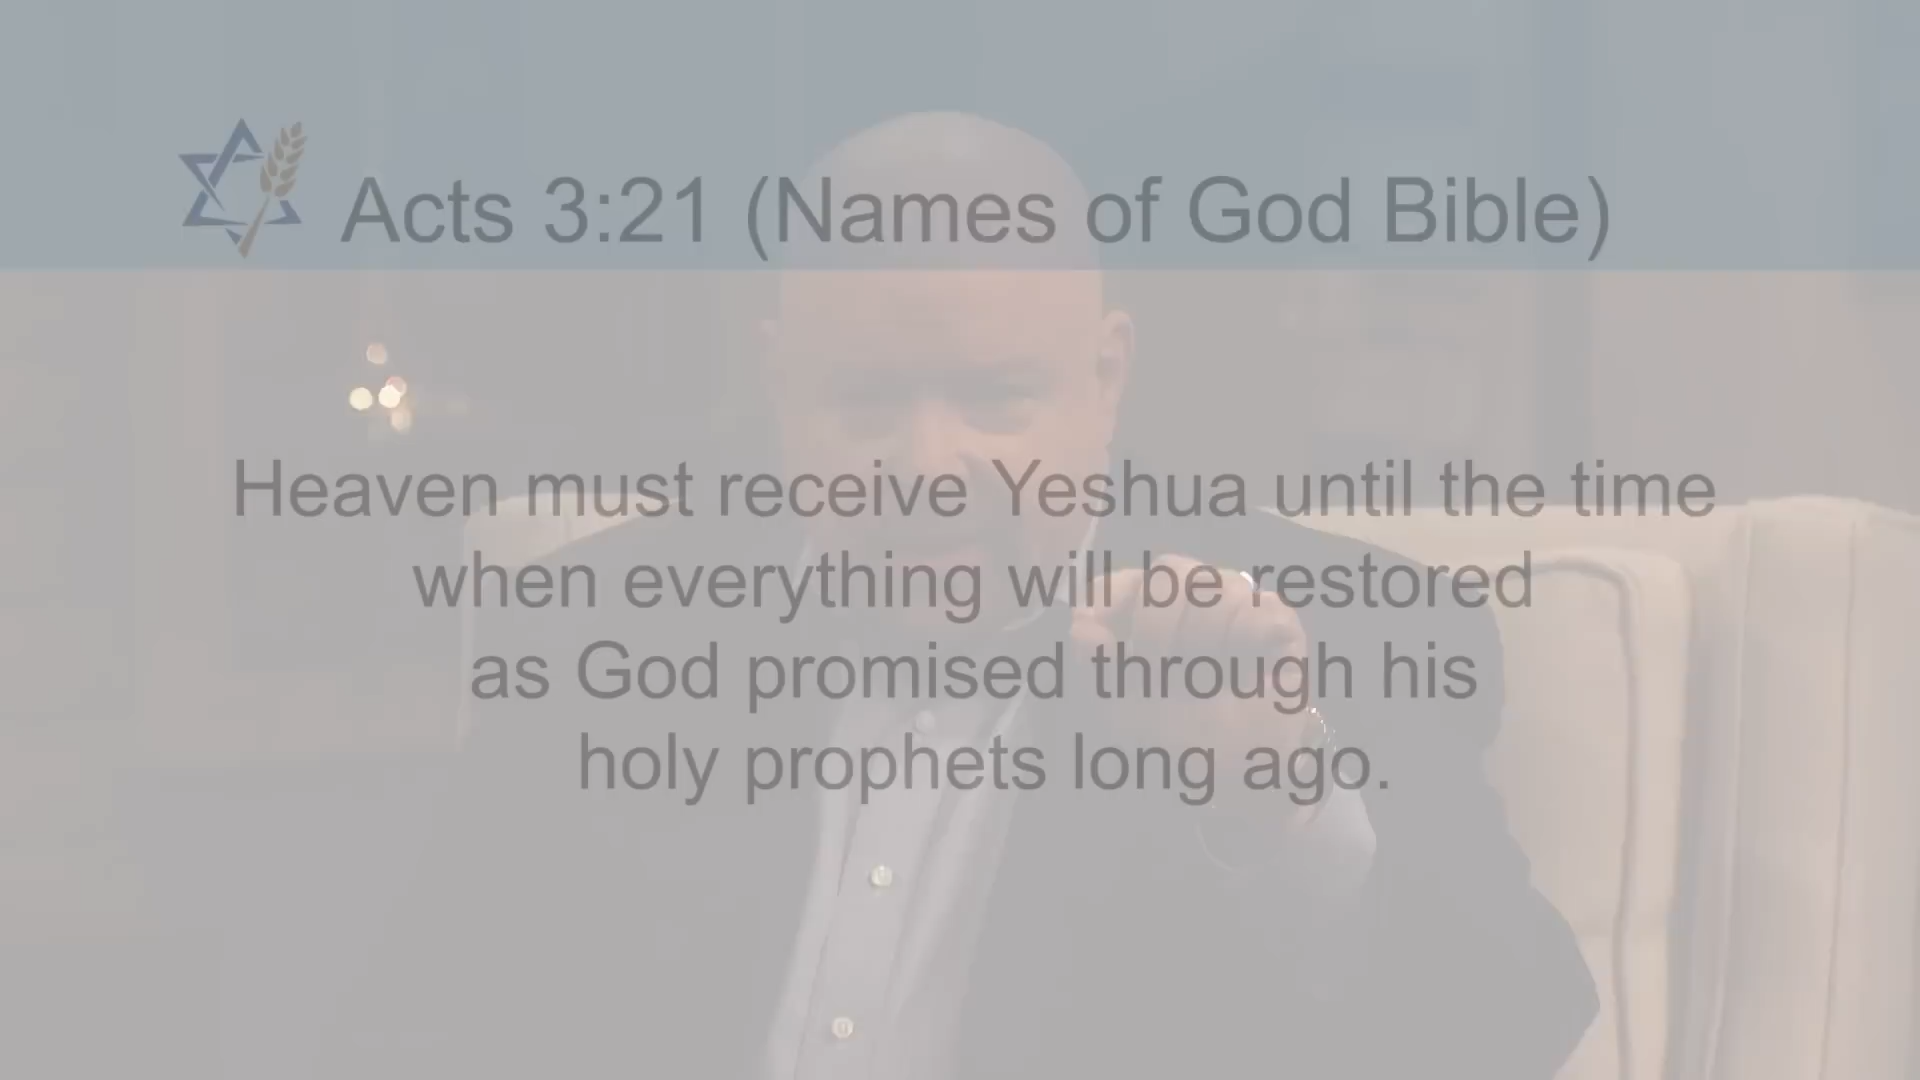 Acts 3:21 (Names of God Bible)
Heaven must receive Yeshua until the time
when everything will be restored
as God promised through his
holy prophets long ago.